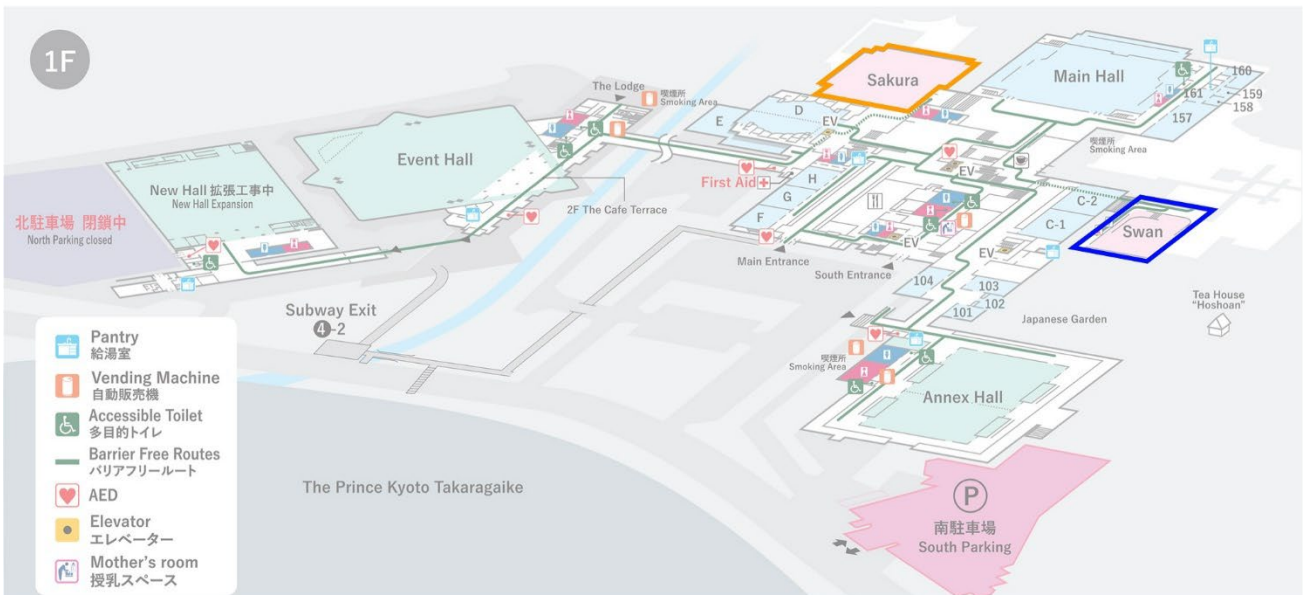 1F
The Lodge
喫煙所
Smoking Area
Sakura
Main Hall
160
161
159
158
157
E
D
EV
Event Hall
New Hall 拡張工事中
New Hall Expansion
北駐車場 閉鎖中
North Parking closed
2F The Cafe Terrace
First Aid
H
G
F
EV
喫煙所
Smoking Area
C-2
C-1
Swan
EV
EV
Main Entrance
South Entrance
104
103
102
101
Tea House
"Hoshoan"
Japanese Garden
Subway Exit
4-2
喫煙所
Smoking Area
Annex Hall
The Prince Kyoto Takaragaike
P
南駐車場
South Parking
Pantry
給湯室
Vending Machine
自動販売機
Accessible Toilet
多目的トイレ
Barrier Free Routes
バリアフリールート
AED
Elevator
エレベーター
Mother's room
授乳スペース